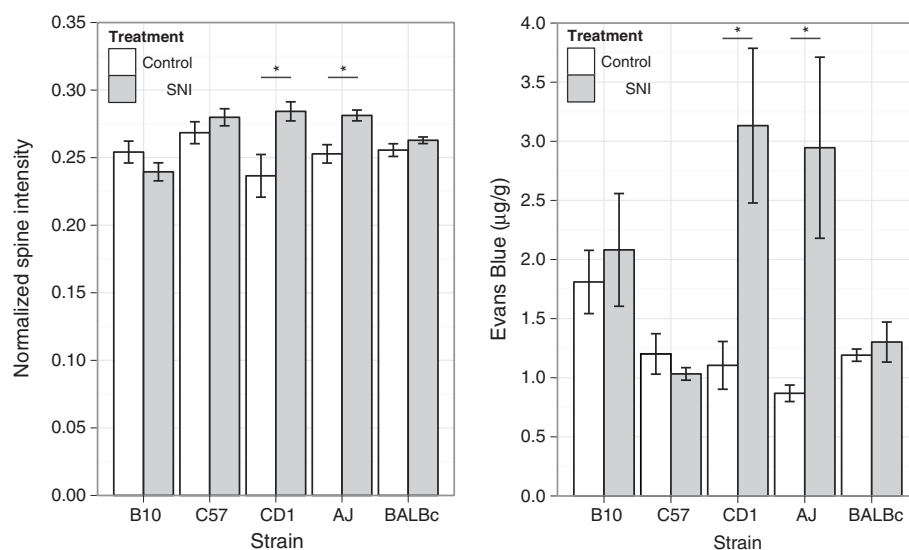 Normalized spine intensity
0.35
0.30
0.25
0.20
0.15
0.10
0.05
0.00
Treatment
Control
SNI
*
*
B10 C57 CD1 AJ BALBc
Strain
Evans Blue (μg/g)
4.0
3.5
3.0
2.5
2.0
1.5
1.0
0.5
0.0
Treatment
Control
SNI
*
*
B10 C57 CD1 AJ BALBc
Strain